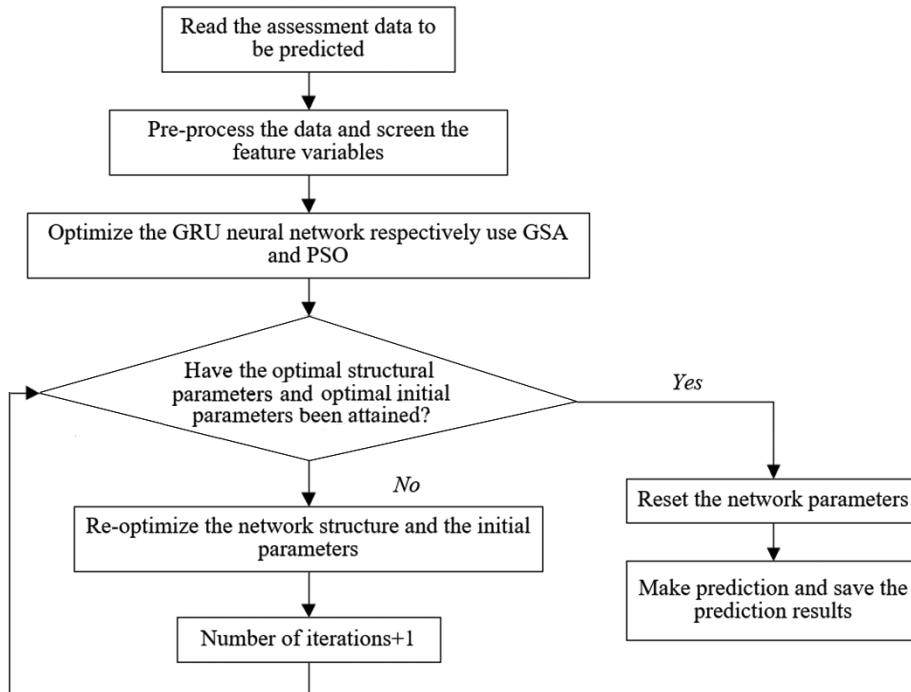 Read the assessment data to
be predicted
Pre-process the data and screen the
feature variables
Optimize the GRU neural network respectively use GSA
and PSO
Have the optimal structural
parameters and optimal initial
parameters been attained?
Yes
No
Re-optimize the network structure and the initial
parameters
Number of iterations+1
Reset the network parameters
Make prediction and save the
prediction results